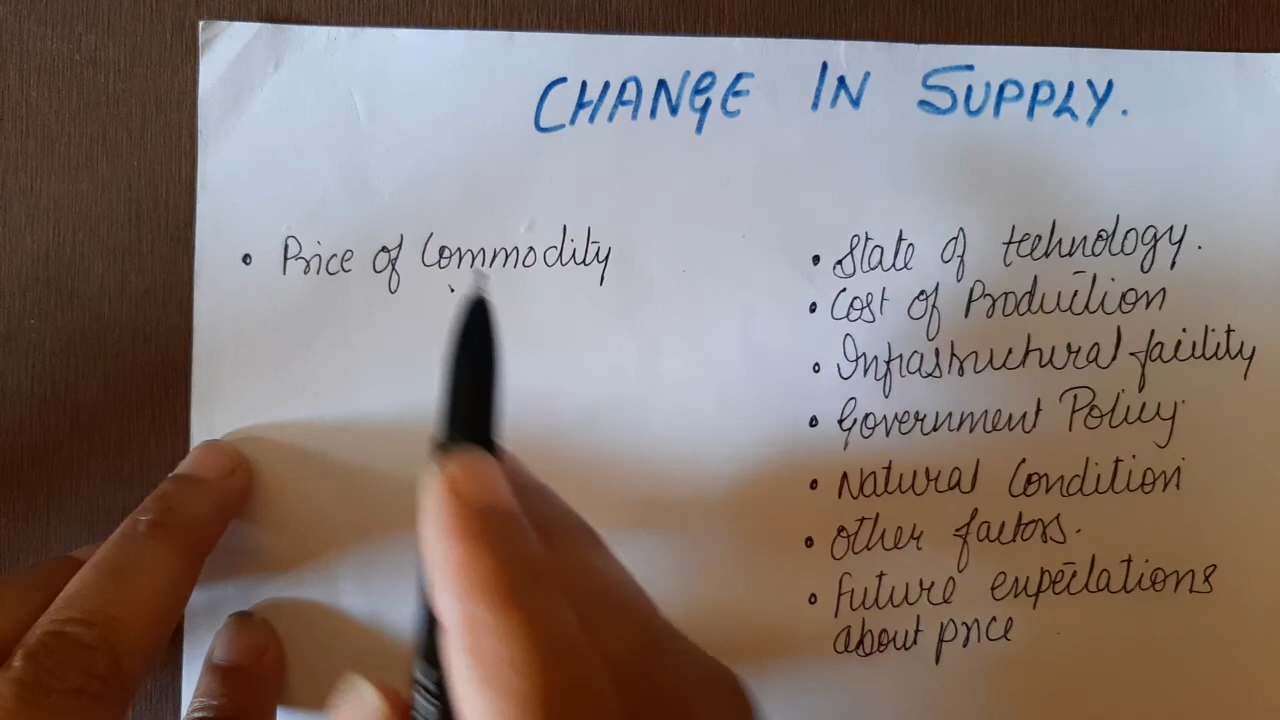 CHANGE IN SUPPLY.
• Price of Commodity
• State of technology.
• Cost of Production
• Infrastructural facility
• Government Policy
• Natural Condition
• Other factors.
• Future expectations
about price